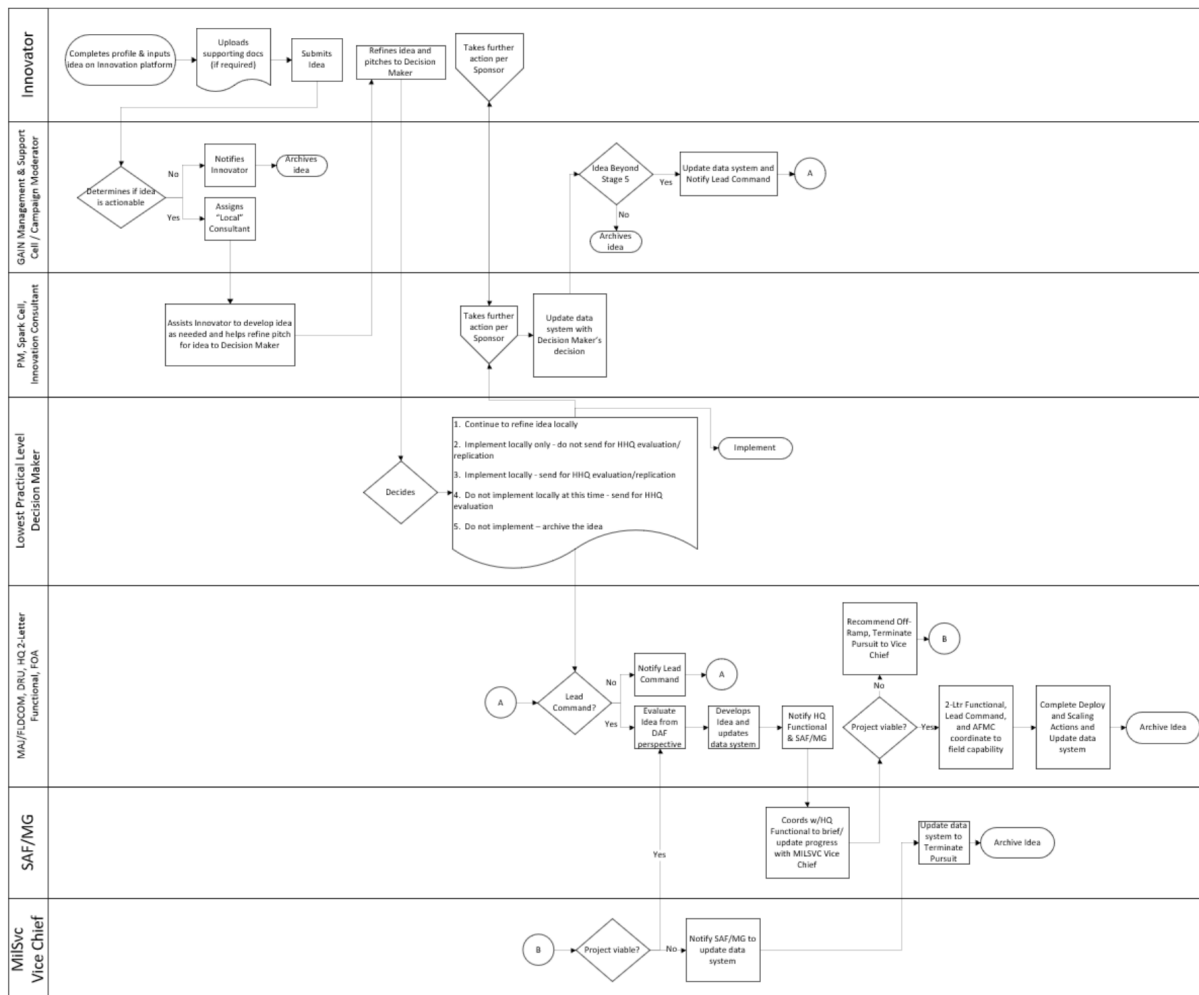 Innovator
Completes profile & inputs
idea on Innovation platform
Uploads
supporting docs
(if required)
Submits
Idea
Refines idea and
pitches to Decision
Maker
Takes further
action per
Sponsor
GAIN Management & Support
Cell / Campaign Moderator
Determines if idea
is actionable
No
Notifies
Innovator
Archives
idea
Yes
Assigns
“Local”
Consultant
Idea Beyond
Stage 5
Yes
Update data system and
Notify Lead Command
A
No
Archives
idea
PM, Spark Cell,
Innovation Consultant
Assists Innovator to develop idea
as needed and helps refine pitch
for idea to Decision Maker
Takes further
action per
Sponsor
Update data
system with
Decision Maker’s
decision
Lowest Practical Level
Decision Maker
Decides
1. Continue to refine idea locally
2. Implement locally only - do not send for HHQ evaluation/
replication
3. Implement locally - send for HHQ evaluation/replication
4. Do not implement locally at this time - send for HHQ
evaluation
5. Do not implement – archive the idea
Implement
MAJ/FLDCOM, DRU, HQ 2-Letter
Functional, FOA
A
Lead
Command?
No
Notify Lead
Command
A
Yes
Evaluate
Idea from
DAF
perspective
Develops
Idea and
updates
data system
Notify HQ
Functional
& SAF/MG
Recommend Off-
Ramp, Terminate
Pursuit to Vice
Chief
B
No
Project viable?
Yes
2-Ltr Functional,
Lead Command,
and AFMC
coordinate to
field capability
Complete Deploy
and Scaling
Actions and
Update data
system
Archive Idea
SAF/MG
Coords w/HQ
Functional to brief/
update progress
with MILSVC Vice
Chief
Update data
system to
Terminate
Pursuit
Archive Idea
Yes
MilSvc
Vice Chief
B
Project viable?
No
Notify SAF/MG to
update data
system